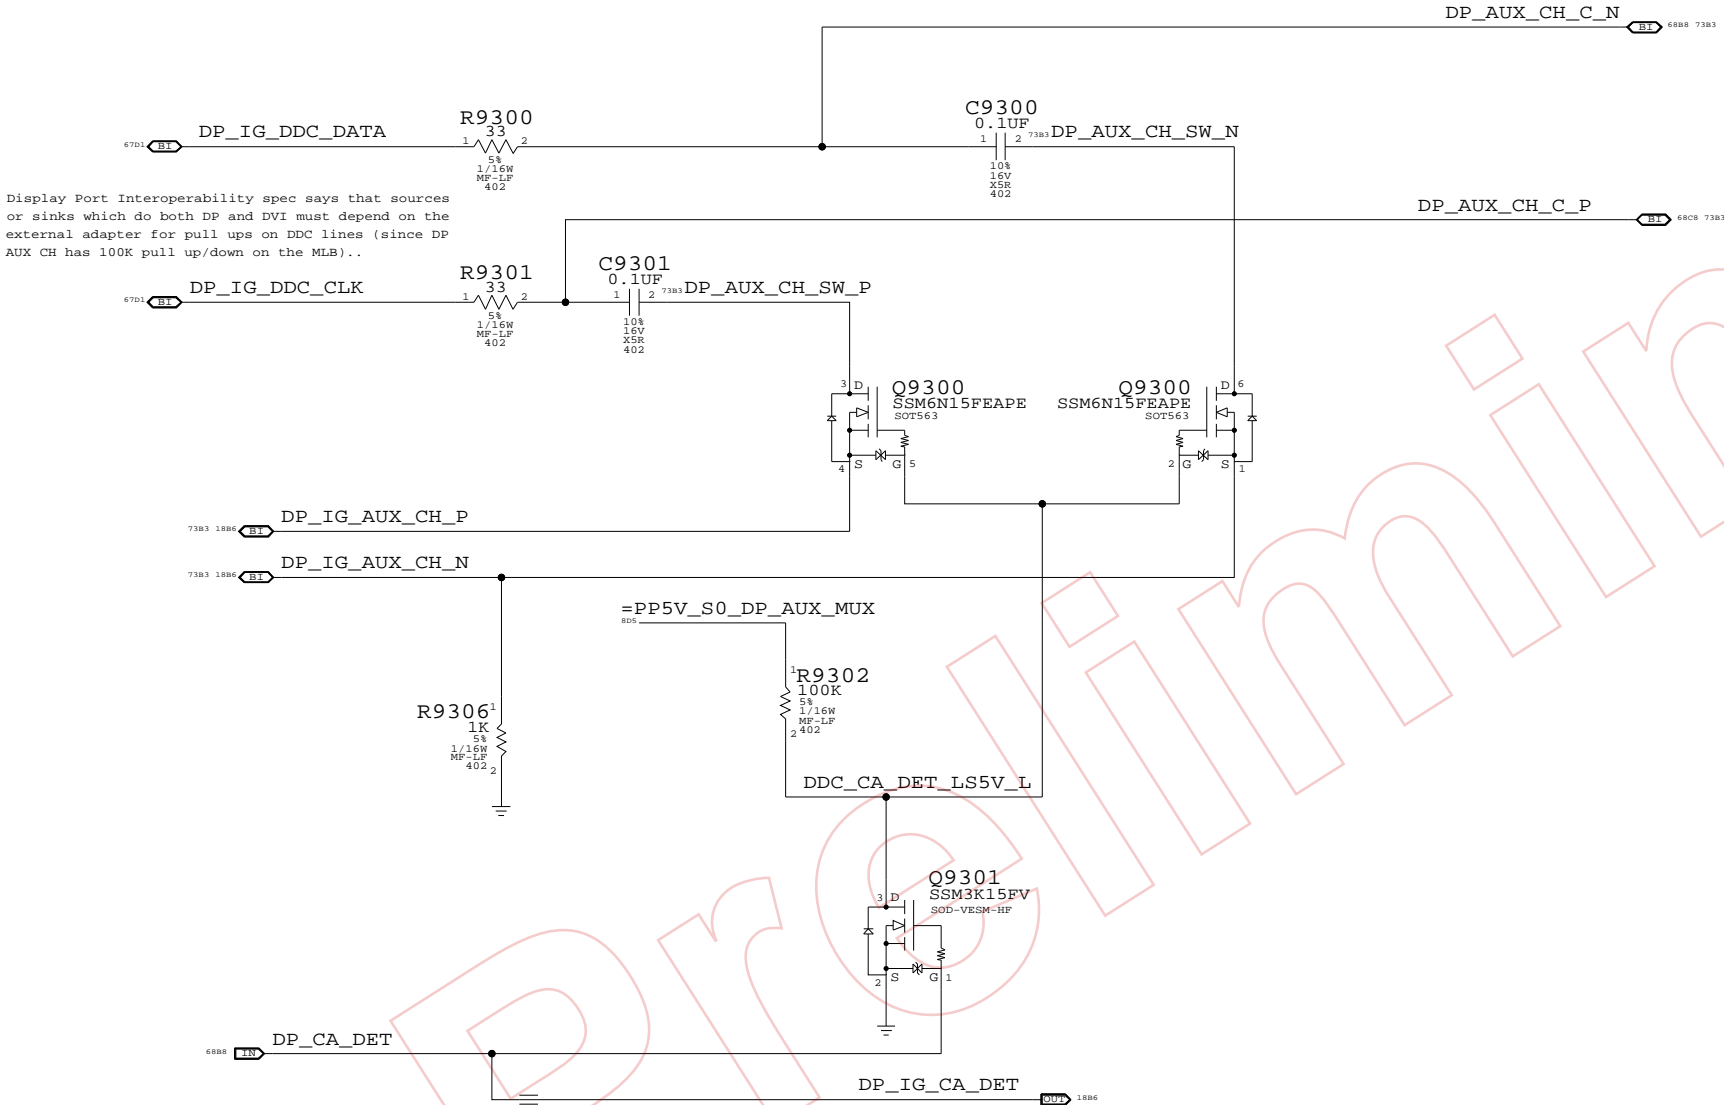 DP_AUX_CH_C_N
BI 68B8 73B3
C9300
0.1UF
1 2 73B3 DP_AUX_CH_SW_N
10%
16V
X5R
402
R9300
33
67D1 BI DP_IG_DDC_DATA 1 2
5%
1/16W
MF-LF
402
Display Port Interoperability spec says that sources
or sinks which do both DP and DVI must depend on the
external adapter for pull ups on DDC lines (since DP
AUX CH has 100K pull up/down on the MLB)..
DP_AUX_CH_C_P
BI 68C8 73B3
R9301
33
67D1 BI DP_IG_DDC_CLK 1 2
5%
1/16W
MF-LF
402
C9301
0.1UF
1 2 73B3 DP_AUX_CH_SW_P
10%
16V
X5R
402
3 D Q9300
SSM6N15FEAPE
SOT563
4 S G 5
Q9300 D 6
SSM6N15FEAPE
SOT563
2 G S 1
DP_IG_AUX_CH_P
73B3 18B6 BI
DP_IG_AUX_CH_N
73B3 18B6 BI
=PP5V_S0_DP_AUX_MUX
8D5
1
R9302
100K
5%
1/16W
MF-LF
2 402
R9306 1
1K
5%
1/16W
MF-LF
402 2
DDC_CA_DET_LS5V_L
Q9301
3 D SSM3K15FV
SOD-VESM-HF
2 S G 1
68B8 IN DP_CA_DET
DP_IG_CA_DET
OUT 18B6
Prelimin